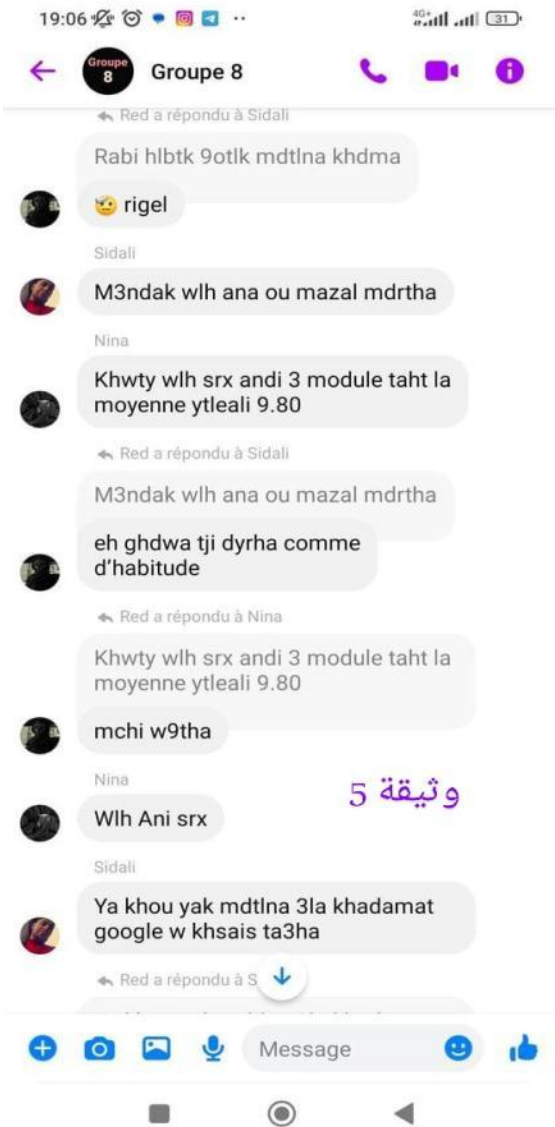 19:06
4G+
31
Groupe
8
Groupe 8
Red a répondu à Sidali
Rabi hlbtk 9otlk mdtlna khdma
🤕 rigel
Sidali
M3ndak wlh ana ou mazal mdrtha
Nina
Khwty wlh srx andi 3 module taht la
moyenne ytleali 9.80
Red a répondu à Sidali
M3ndak wlh ana ou mazal mdrtha
eh ghdwa tji dyrha comme
d'habitude
Red a répondu à Nina
Khwty wlh srx andi 3 module taht la
moyenne ytleali 9.80
mchi w9tha
Nina
وثيقة 5
Wlh Ani srx
Sidali
Ya khou yak mdtlna 3la khadamat
google w khsais ta3ha
Red a répondu à S
Message